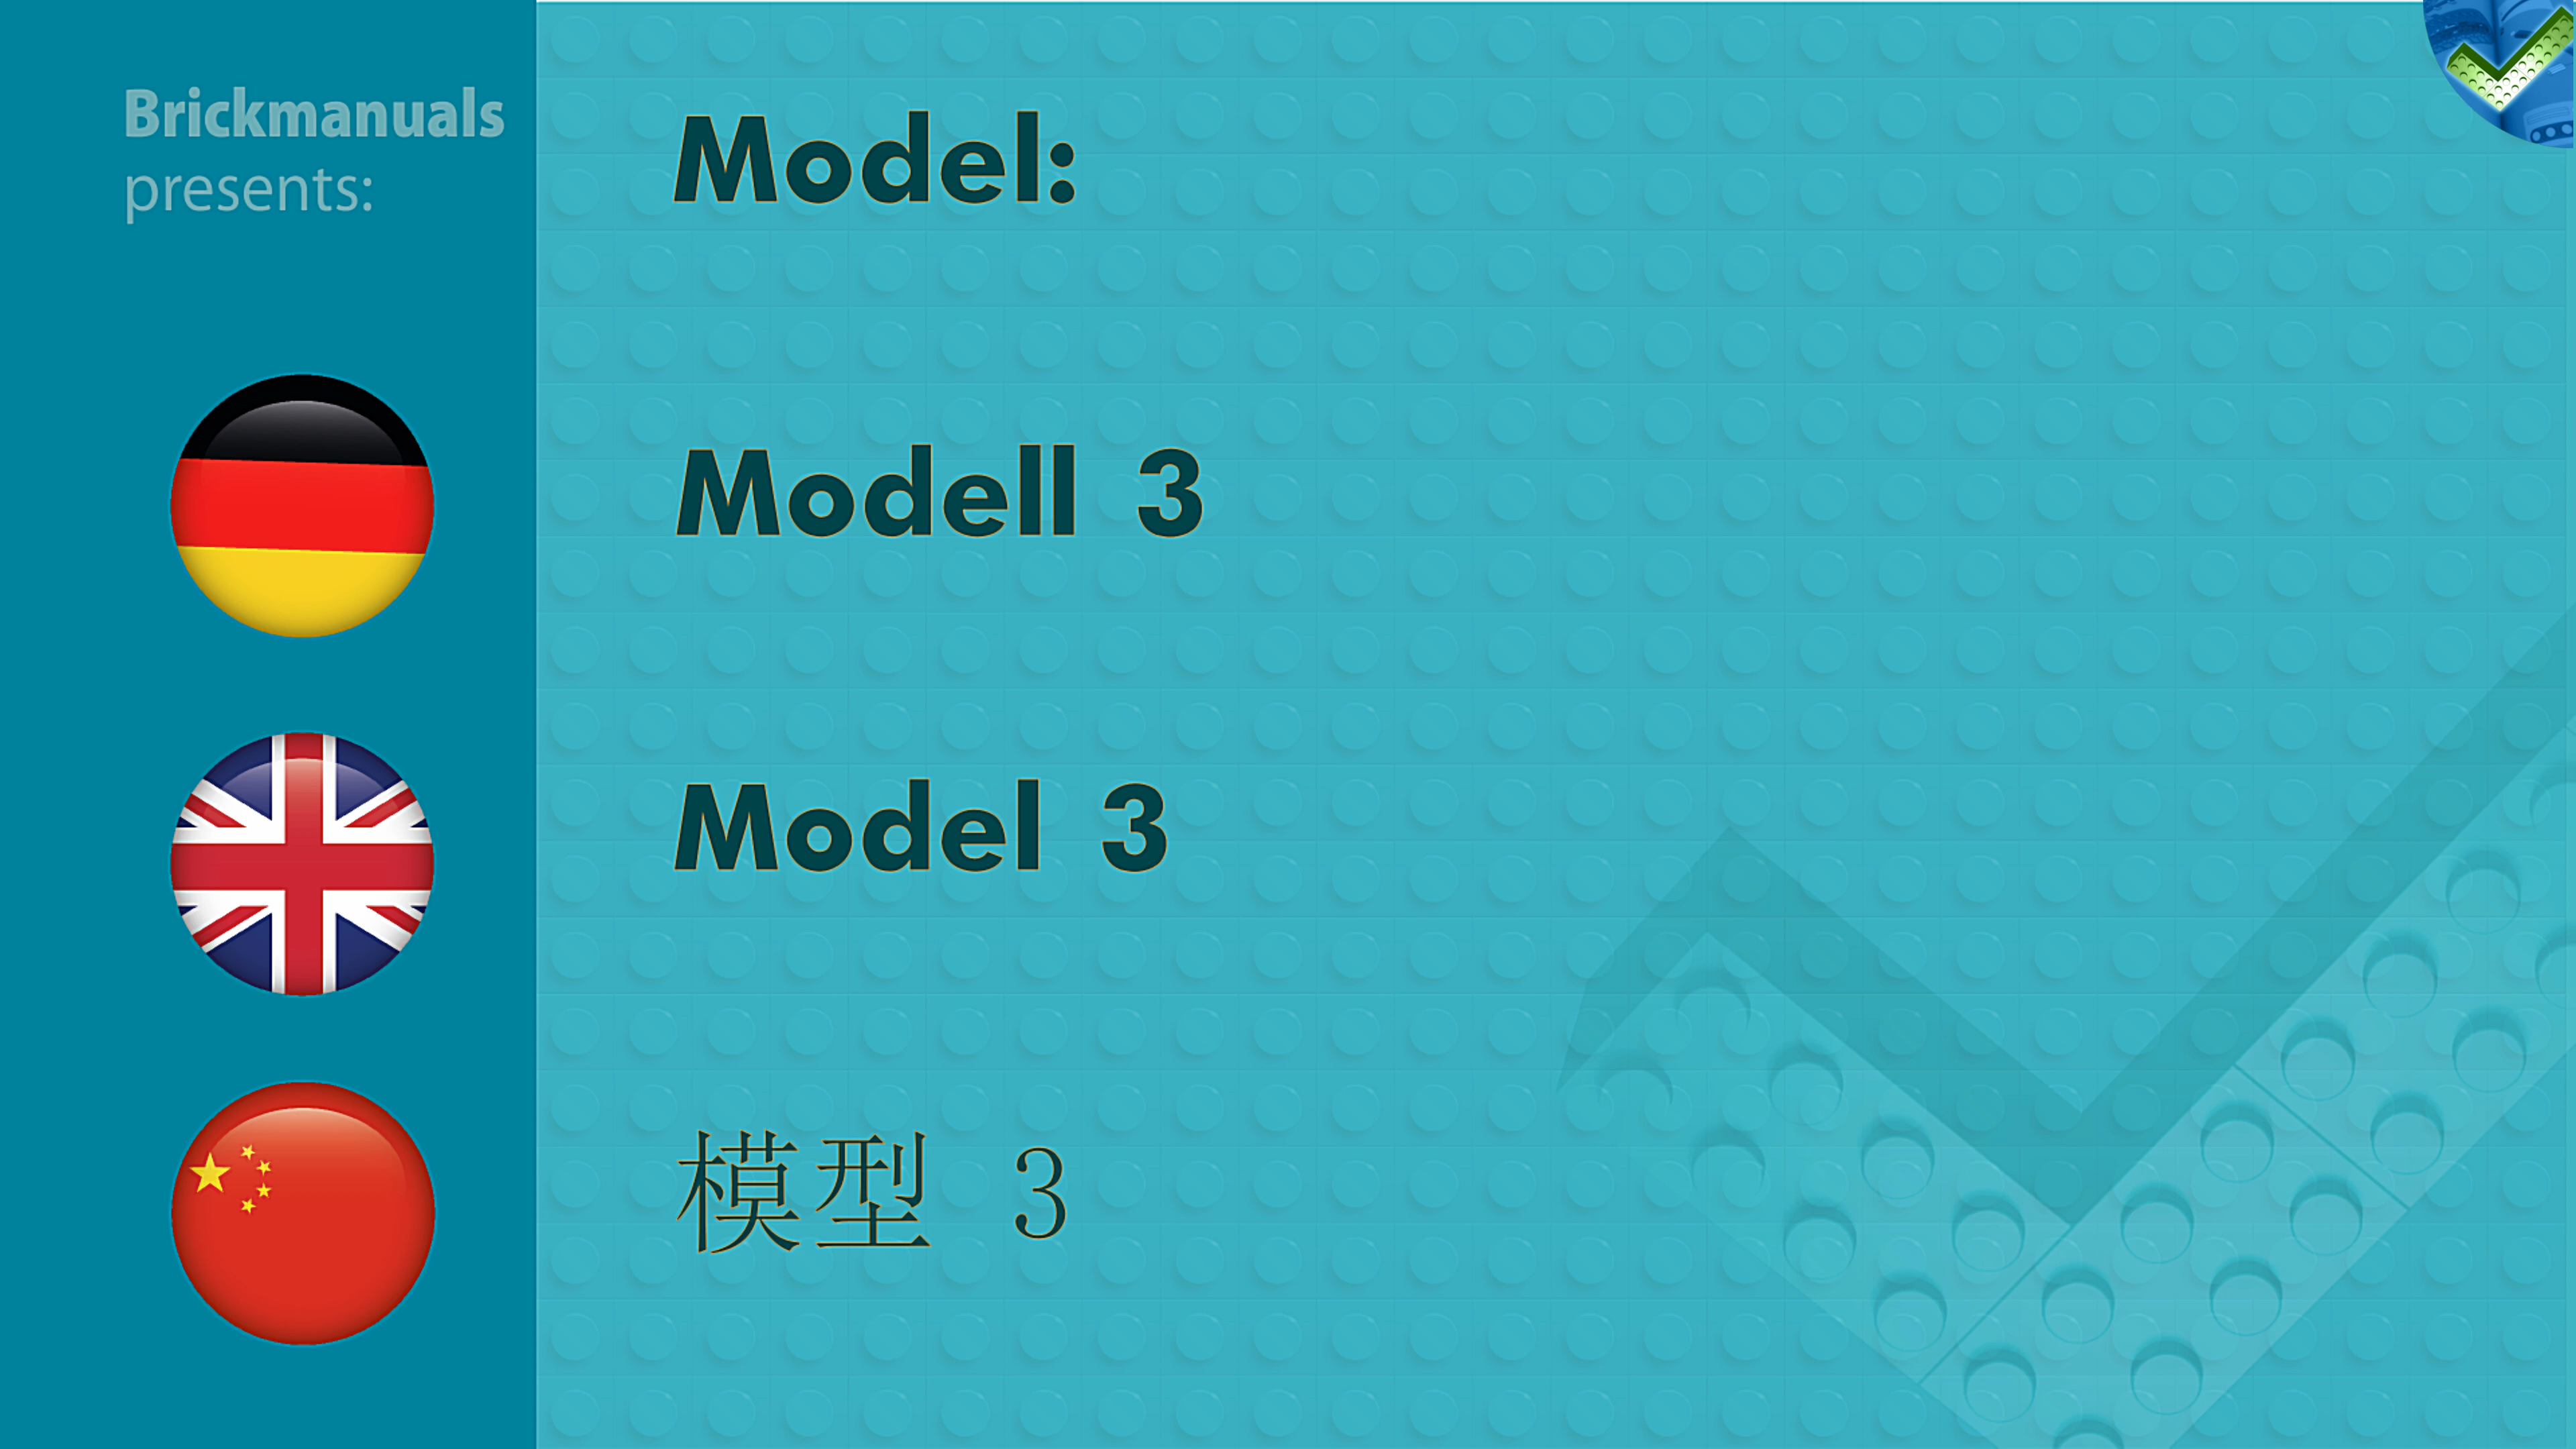 Brickmanuals
presents:
Model:
Modell 3
Model 3
模型 3